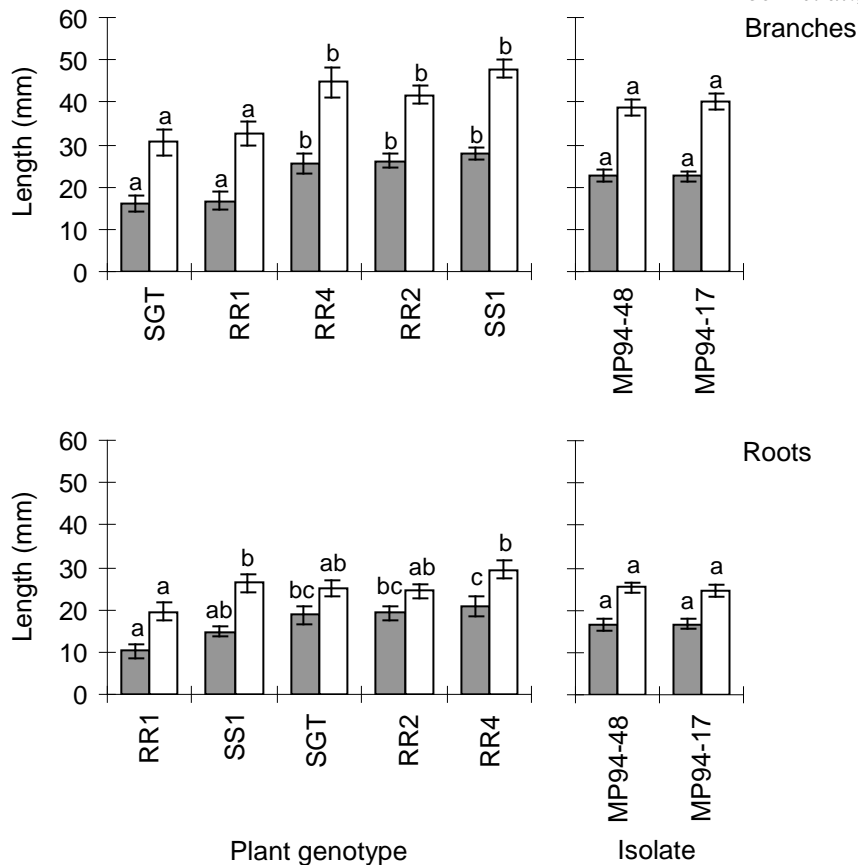 Branches
Length (mm)
60
50
40
30
20
10
0
a a
a a
b b
b b
b b
a a
a a
SGT
RR1
RR4
RR2
SS1
MP94-48
MP94-17
Roots
Length (mm)
60
50
40
30
20
10
0
a a
ab b
bc ab
bc ab
c b
a a
a a
RR1
SS1
SGT
RR2
RR4
MP94-48
MP94-17
Plant genotype
Isolate